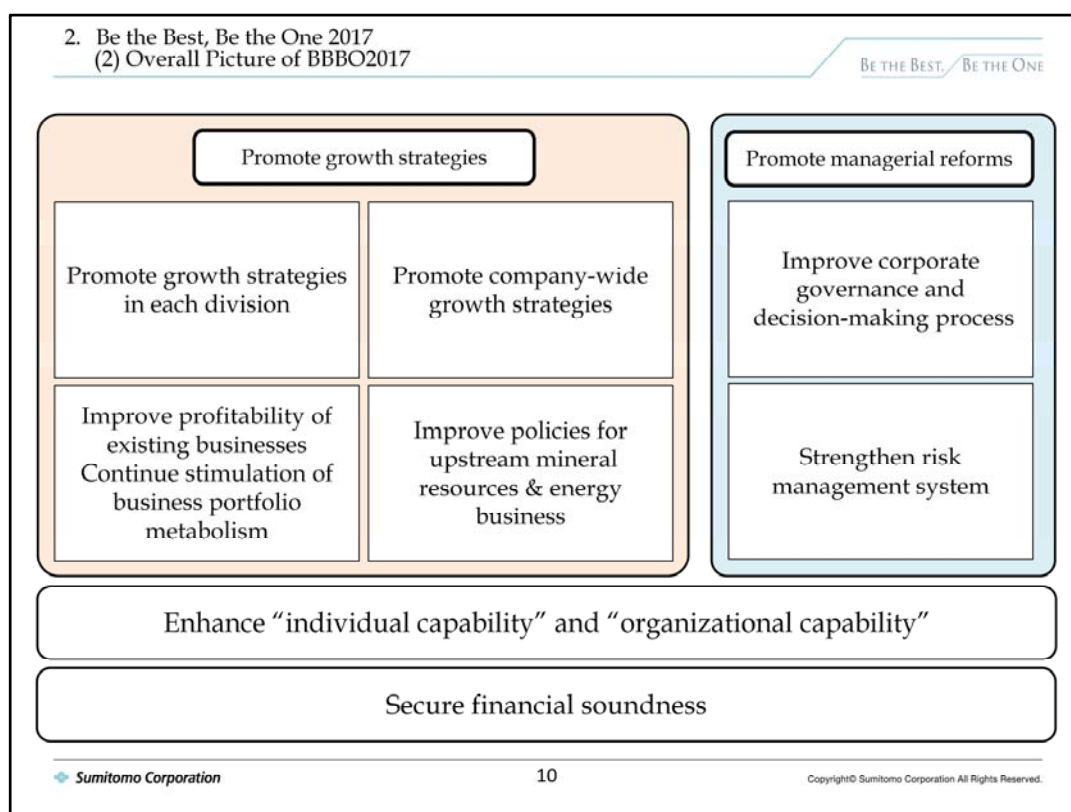 2. Be the Best, Be the One 2017
(2) Overall Picture of BBBO2017
BE THE BEST, BE THE ONE
Promote growth strategies
Promote growth strategies
in each division
Promote company-wide
growth strategies
Improve profitability of
existing businesses
Continue stimulation of
business portfolio
metabolism
Improve policies for
upstream mineral
resources & energy
business
Promote managerial reforms
Improve corporate
governance and
decision-making process
Strengthen risk
management system
Enhance “individual capability” and “organizational capability”
Secure financial soundness
Sumitomo Corporation
10
Copyright© Sumitomo Corporation All Rights Reserved.